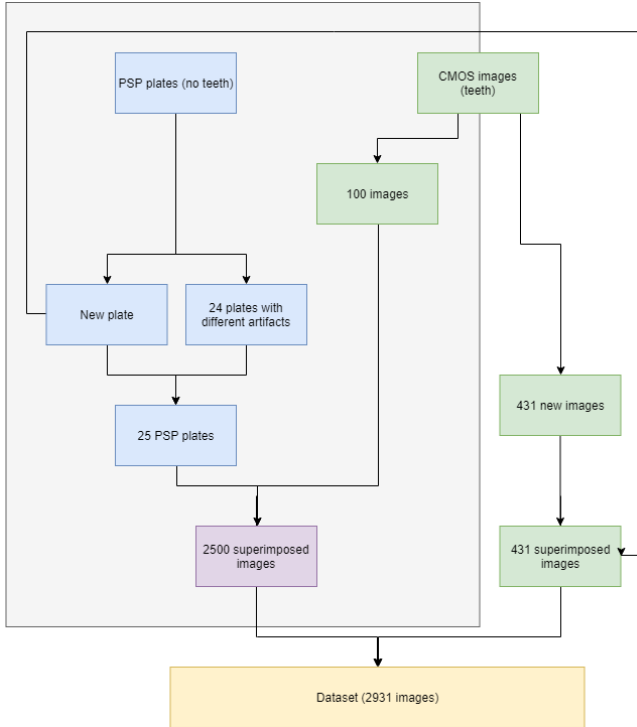 PSP plates (no teeth)
CMOS images
(teeth)
100 images
New plate
24 plates with
different artifacts
431 new images
25 PSP plates
2500 superimposed
images
431 superimposed
images
Dataset (2931 images)